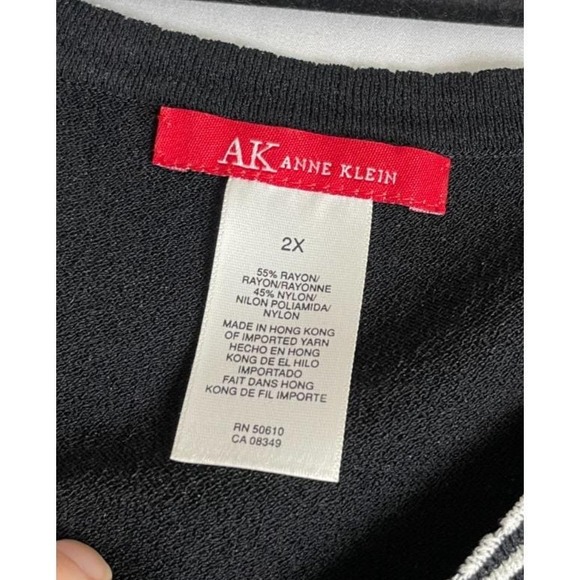 AK ANNE KLEIN
2X
55% RAYON/
RAYON/RAYONNE
45% NYLON/
NILON POLIAMIDA/
NYLON
MADE IN HONG KONG
OF IMPORTED YARN
HECHO EN HONG
KONG DE EL HILO
IMPORTADO
FAIT DANS HONG
KONG DE FIL IMPORTE
RN 50610
CA 08349